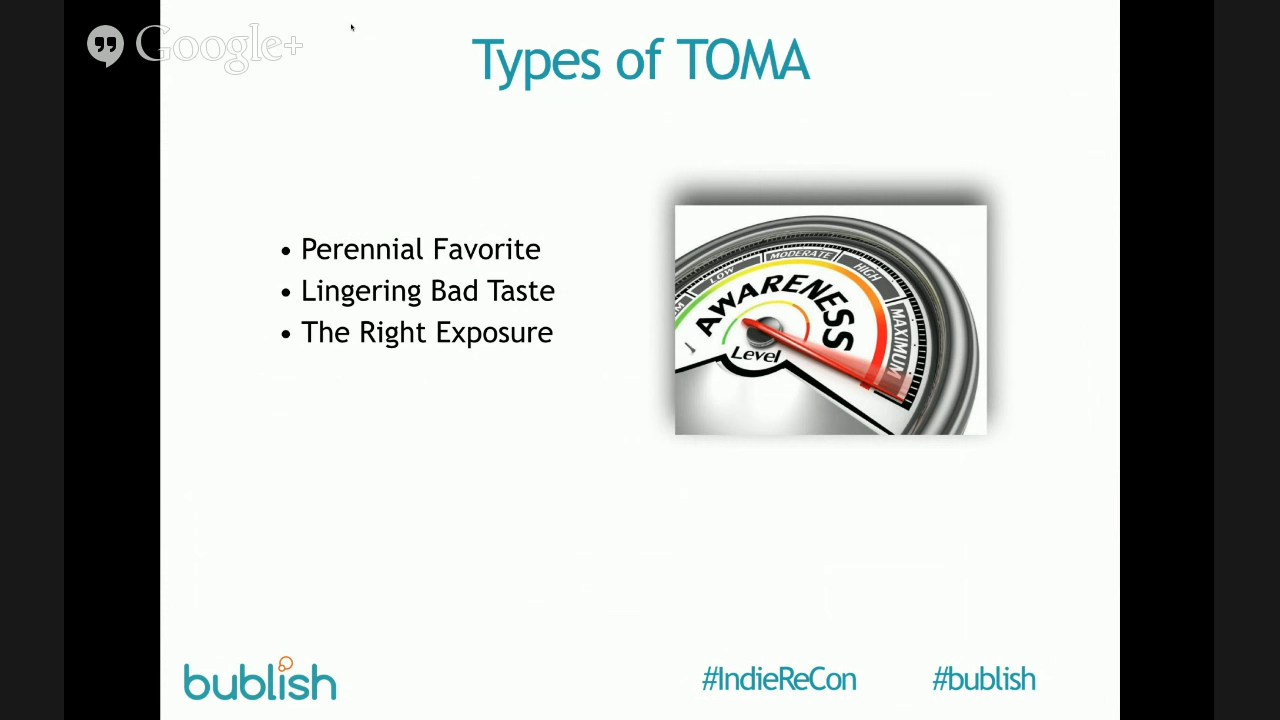 Google+
Types of TOMA
• Perennial Favorite
• Lingering Bad Taste
• The Right Exposure
LOW
MODERATE
HIGH
MAXIMUM
AWARENESS
Level
bublish
#IndieReCon
#bublish